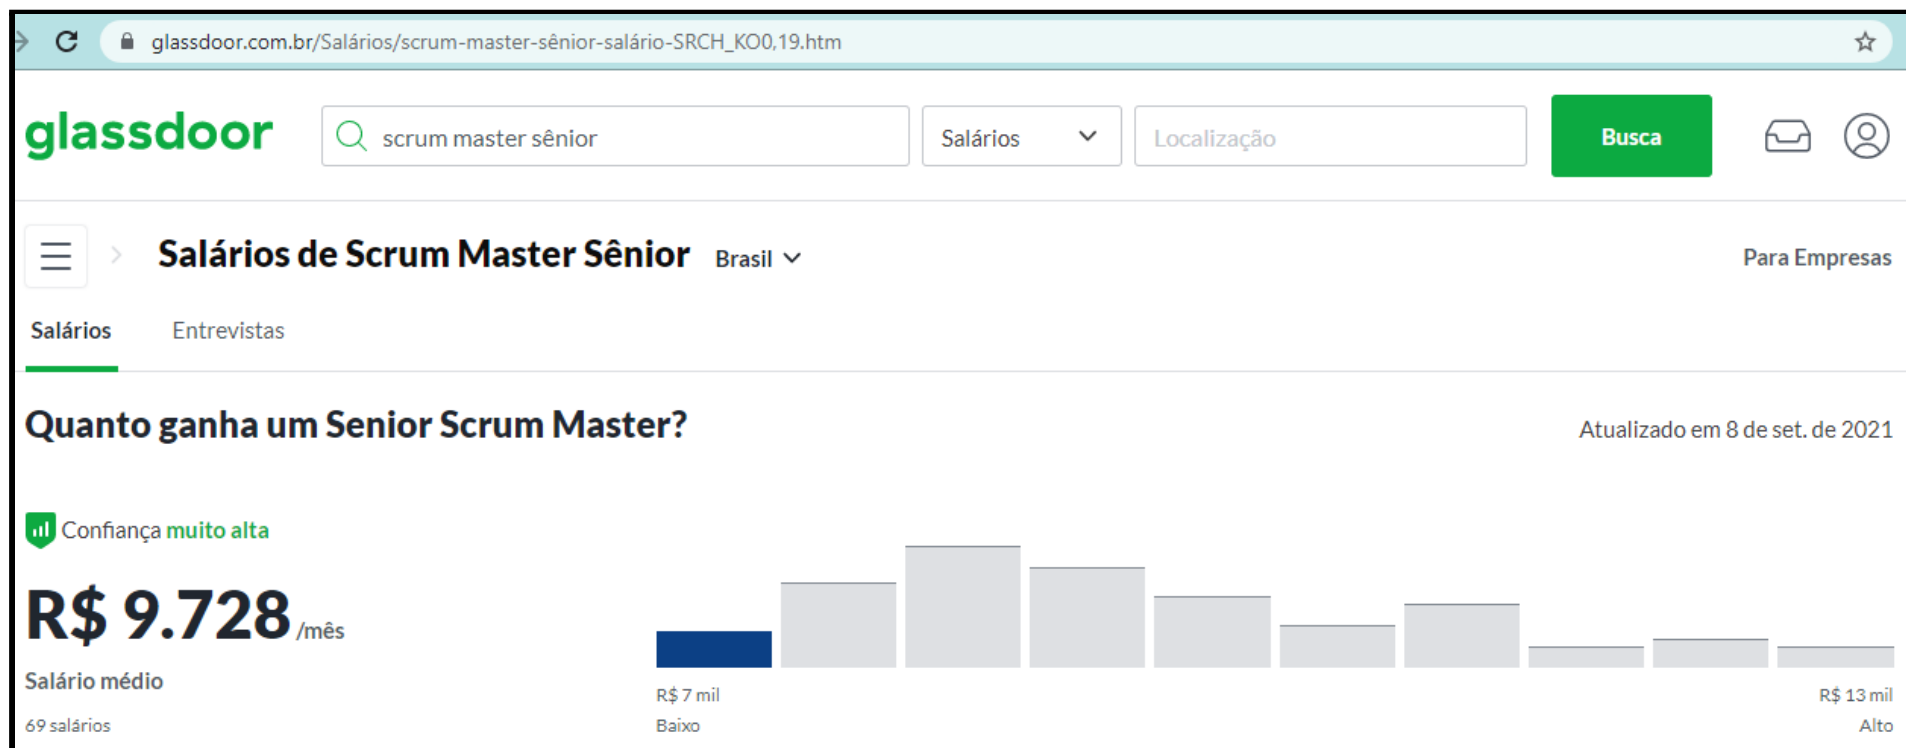 glassdoor.com.br/Salários/scrum-master-sênior-salário-SRCH_KO0,19.htm
glassdoor scrum master sênior Salários Localização Busca
Salários de Scrum Master Sênior Brasil Para Empresas
Salários Entrevistas
Quanto ganha um Senior Scrum Master? Atualizado em 8 de set. de 2021
Confiança muito alta
R$ 9.728 /mês
Salário médio
69 salários
R$ 7 mil R$ 13 mil
Baixo Alto